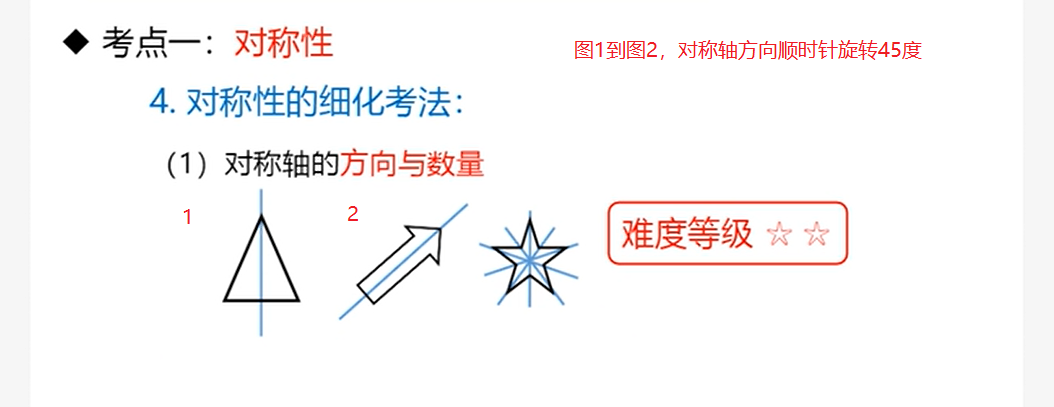 ◆ 考点一：对称性
图1到图2，对称轴方向顺时针旋转45度
4. 对称性的细化考法：
（1）对称轴的方向与数量
1
2
难度等级 ☆ ☆